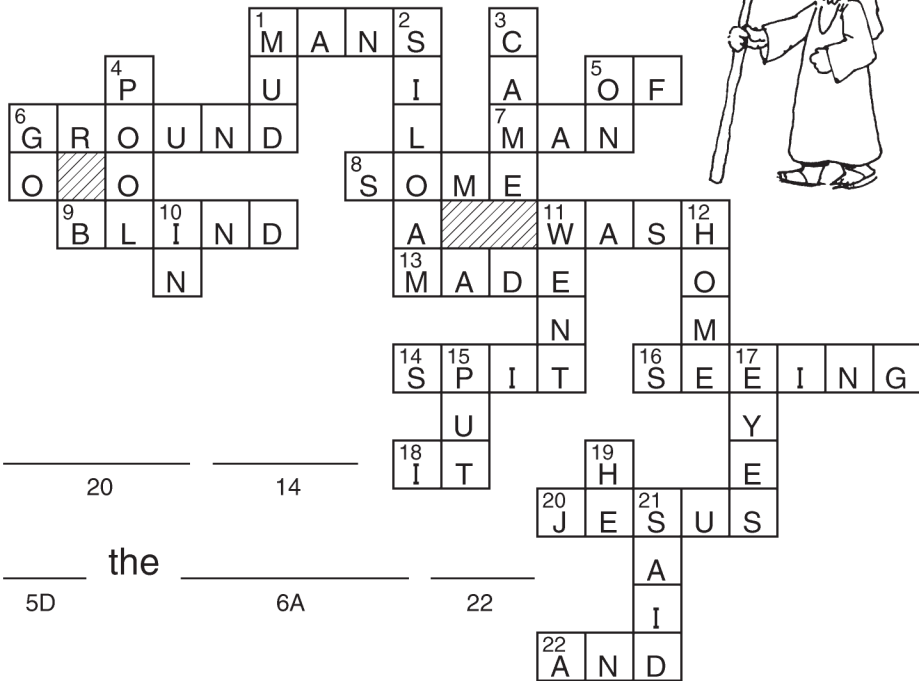 1 M A N 2 S 3 C
4 P U I A 5 O F
6 G R O U N D L 7 M A N
O O 8 S O M E
9 B L 10 I N D A 11 W A S 12 H
N 13 M A D E O
N M
14 S 15 P I T 16 S E 17 E I N G
U Y
18 I T 19 H E
20 J E 21 S U S
A
I
22 A N D
20 14
the
5D 6A 22